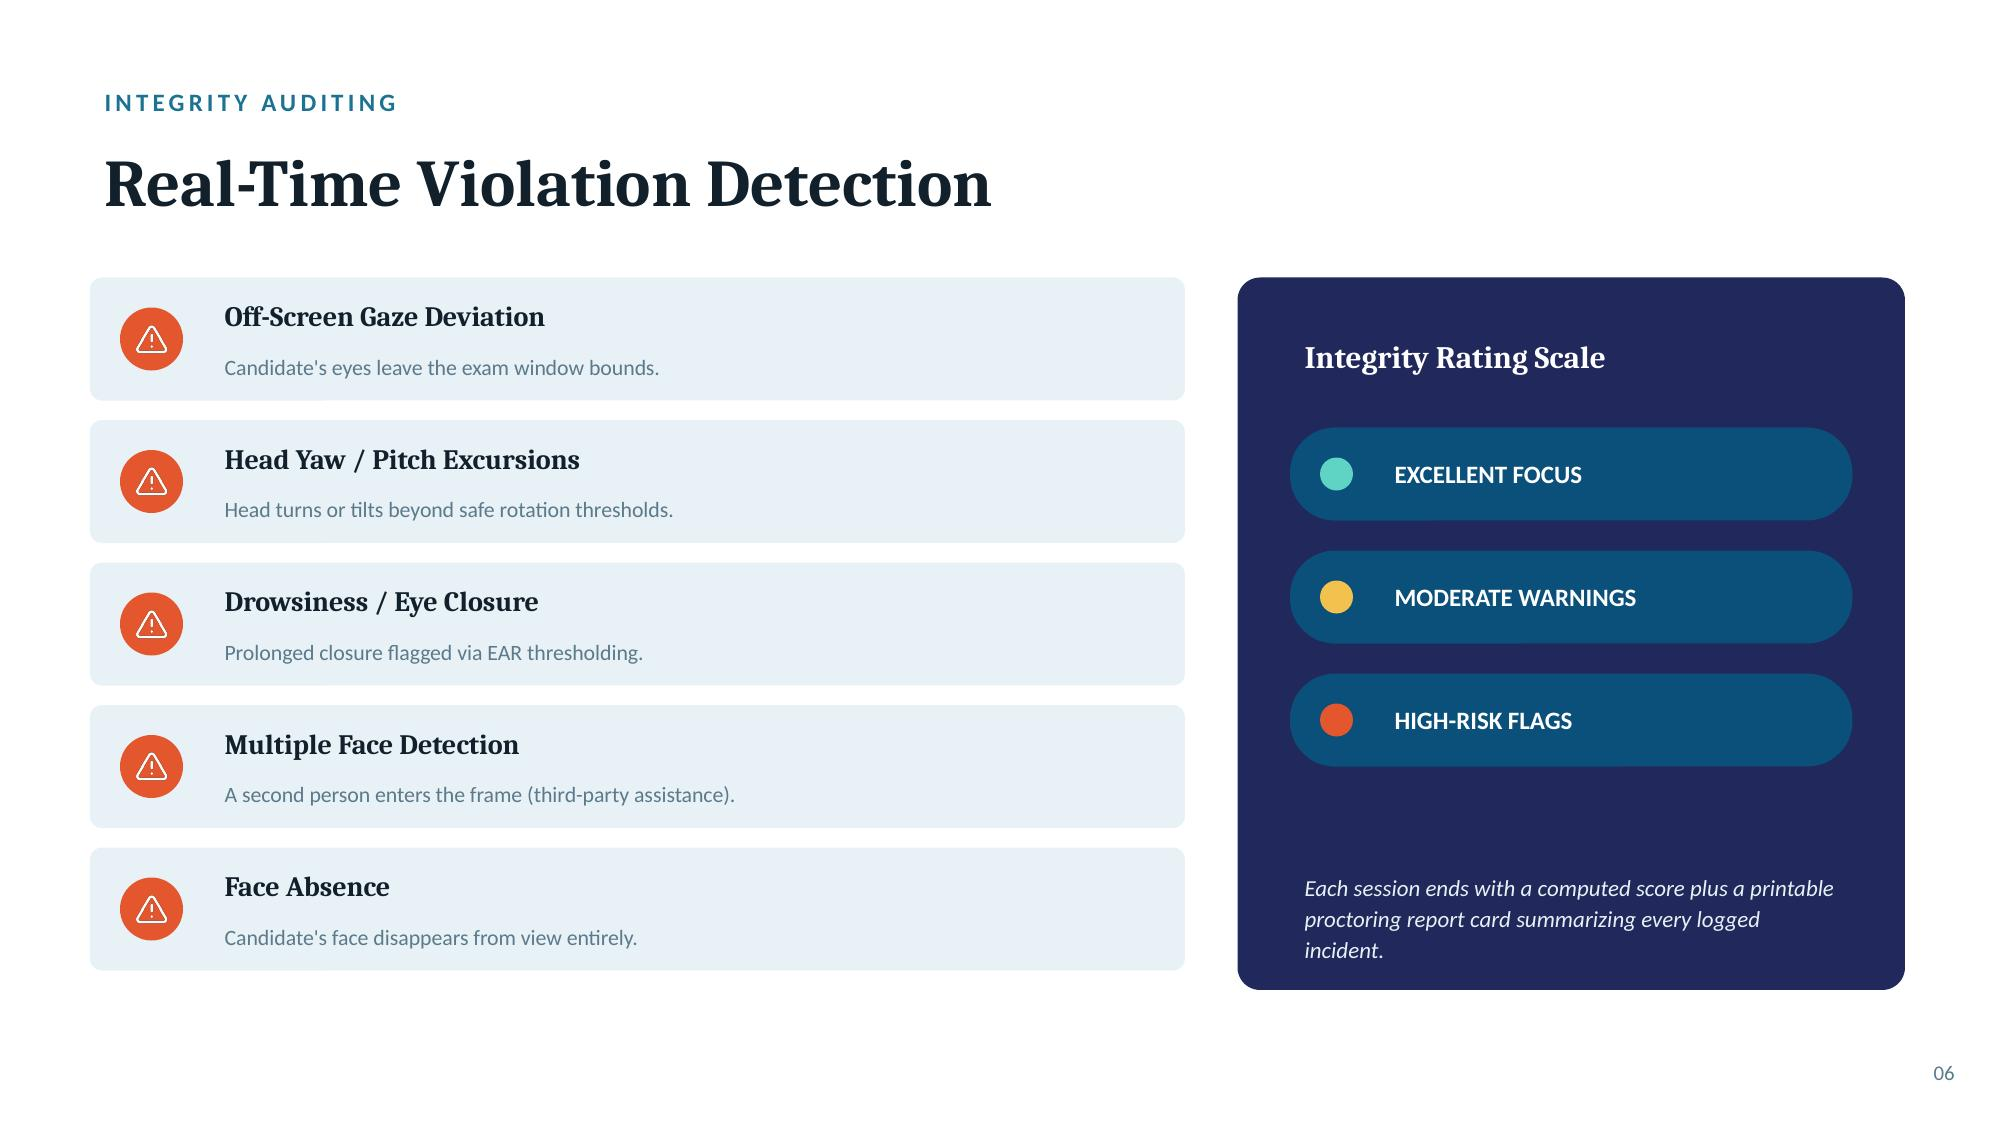 INTEGRITY AUDITING
Real-Time Violation Detection
Off-Screen Gaze Deviation
Candidate's eyes leave the exam window bounds.
Head Yaw / Pitch Excursions
Head turns or tilts beyond safe rotation thresholds.
Drowsiness / Eye Closure
Prolonged closure flagged via EAR thresholding.
Multiple Face Detection
A second person enters the frame (third-party assistance).
Face Absence
Candidate's face disappears from view entirely.
Integrity Rating Scale
EXCELLENT FOCUS
MODERATE WARNINGS
HIGH-RISK FLAGS
Each session ends with a computed score plus a printable
proctoring report card summarizing every logged
incident.
06